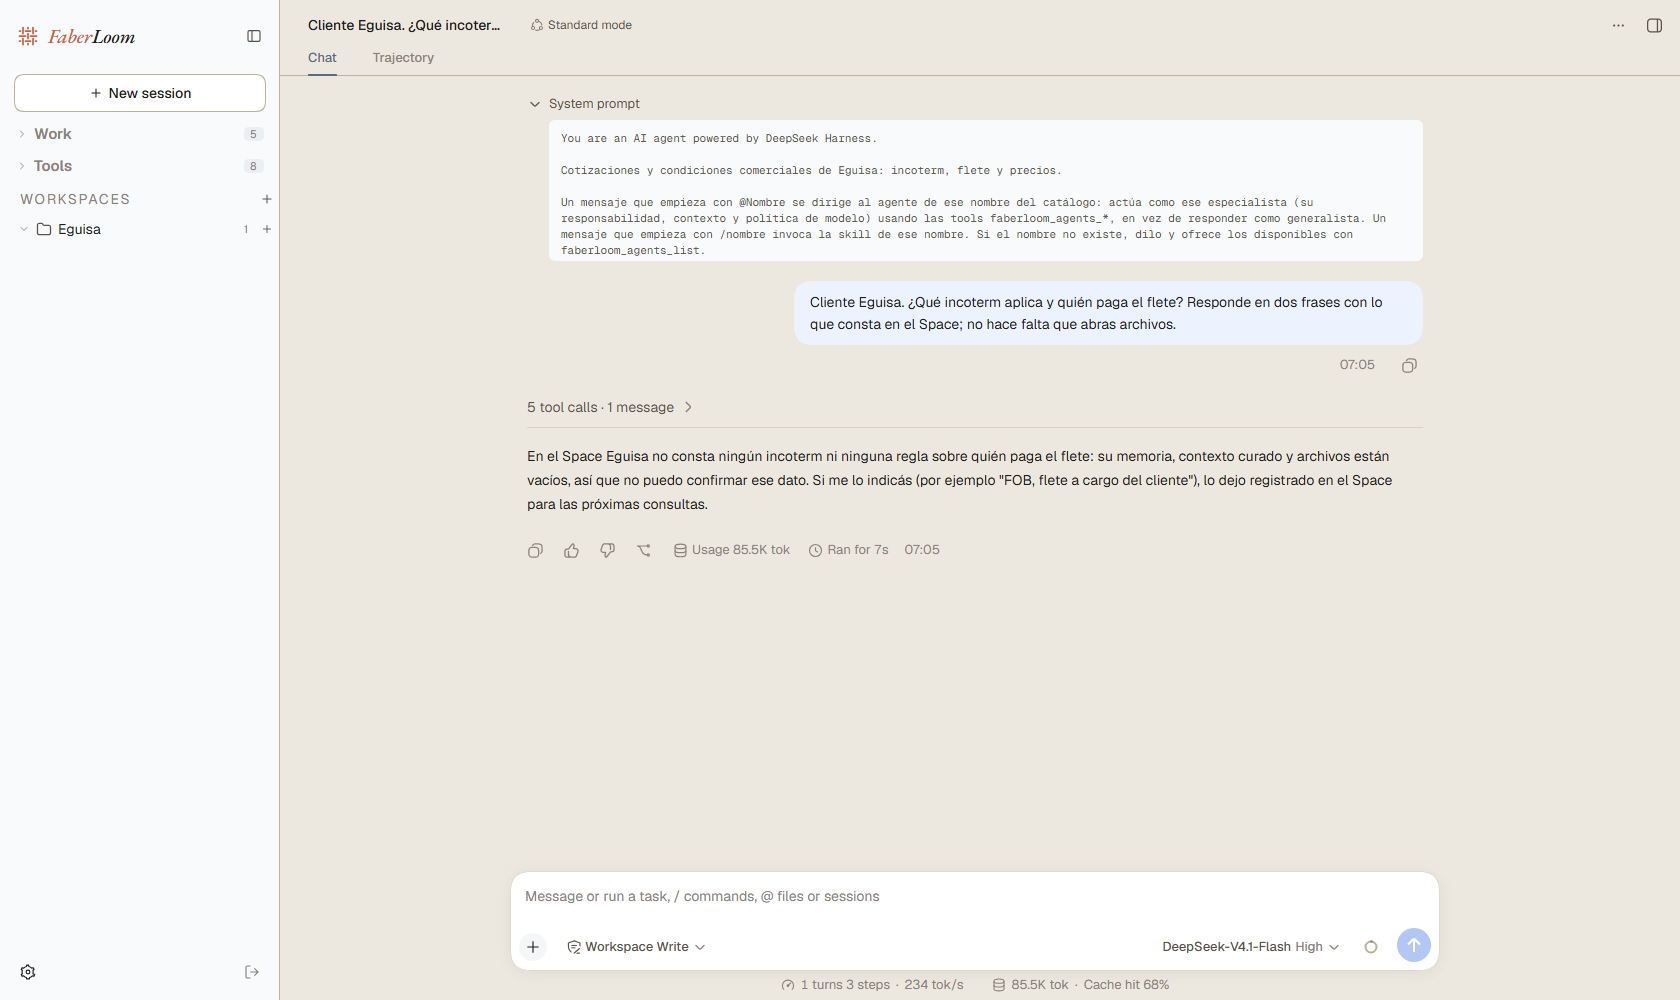 FaberLoom
New session
Work 5
Tools 8
WORKSPACES
Eguisa 1
Cliente Eguisa. ¿Qué incoter...
Standard mode
Chat
Trajectory
System prompt
You are an AI agent powered by DeepSeek Harness.
Cotizaciones y condiciones comerciales de Eguisa: incoterm, flete y precios.
Un mensaje que empieza con @Nombre se dirige al agente de ese nombre del catálogo: actúa como ese especialista (su
responsabilidad, contexto y política de modelo) usando las tools faberloom_agents_*, en vez de responder como generalista. Un
mensaje que empieza con /nombre invoca la skill de ese nombre. Si el nombre no existe, dilo y ofrece los disponibles con
faberloom_agents_list.
Cliente Eguisa. ¿Qué incoterm aplica y quién paga el flete? Responde en dos frases con lo
que consta en el Space; no hace falta que abras archivos.
07:05
5 tool calls · 1 message
En el Space Eguisa no consta ningún incoterm ni ninguna regla sobre quién paga el flete: su memoria, contexto curado y archivos están
vacíos, así que no puedo confirmar ese dato. Si me lo indicás (por ejemplo "FOB, flete a cargo del cliente"), lo dejo registrado en el Space
para las próximas consultas.
Usage 85.5K tok Ran for 7s 07:05
Message or run a task, / commands, @ files or sessions
Workspace Write
DeepSeek-V4.1-Flash High
1 turns 3 steps · 234 tok/s 85.5K tok · Cache hit 68%